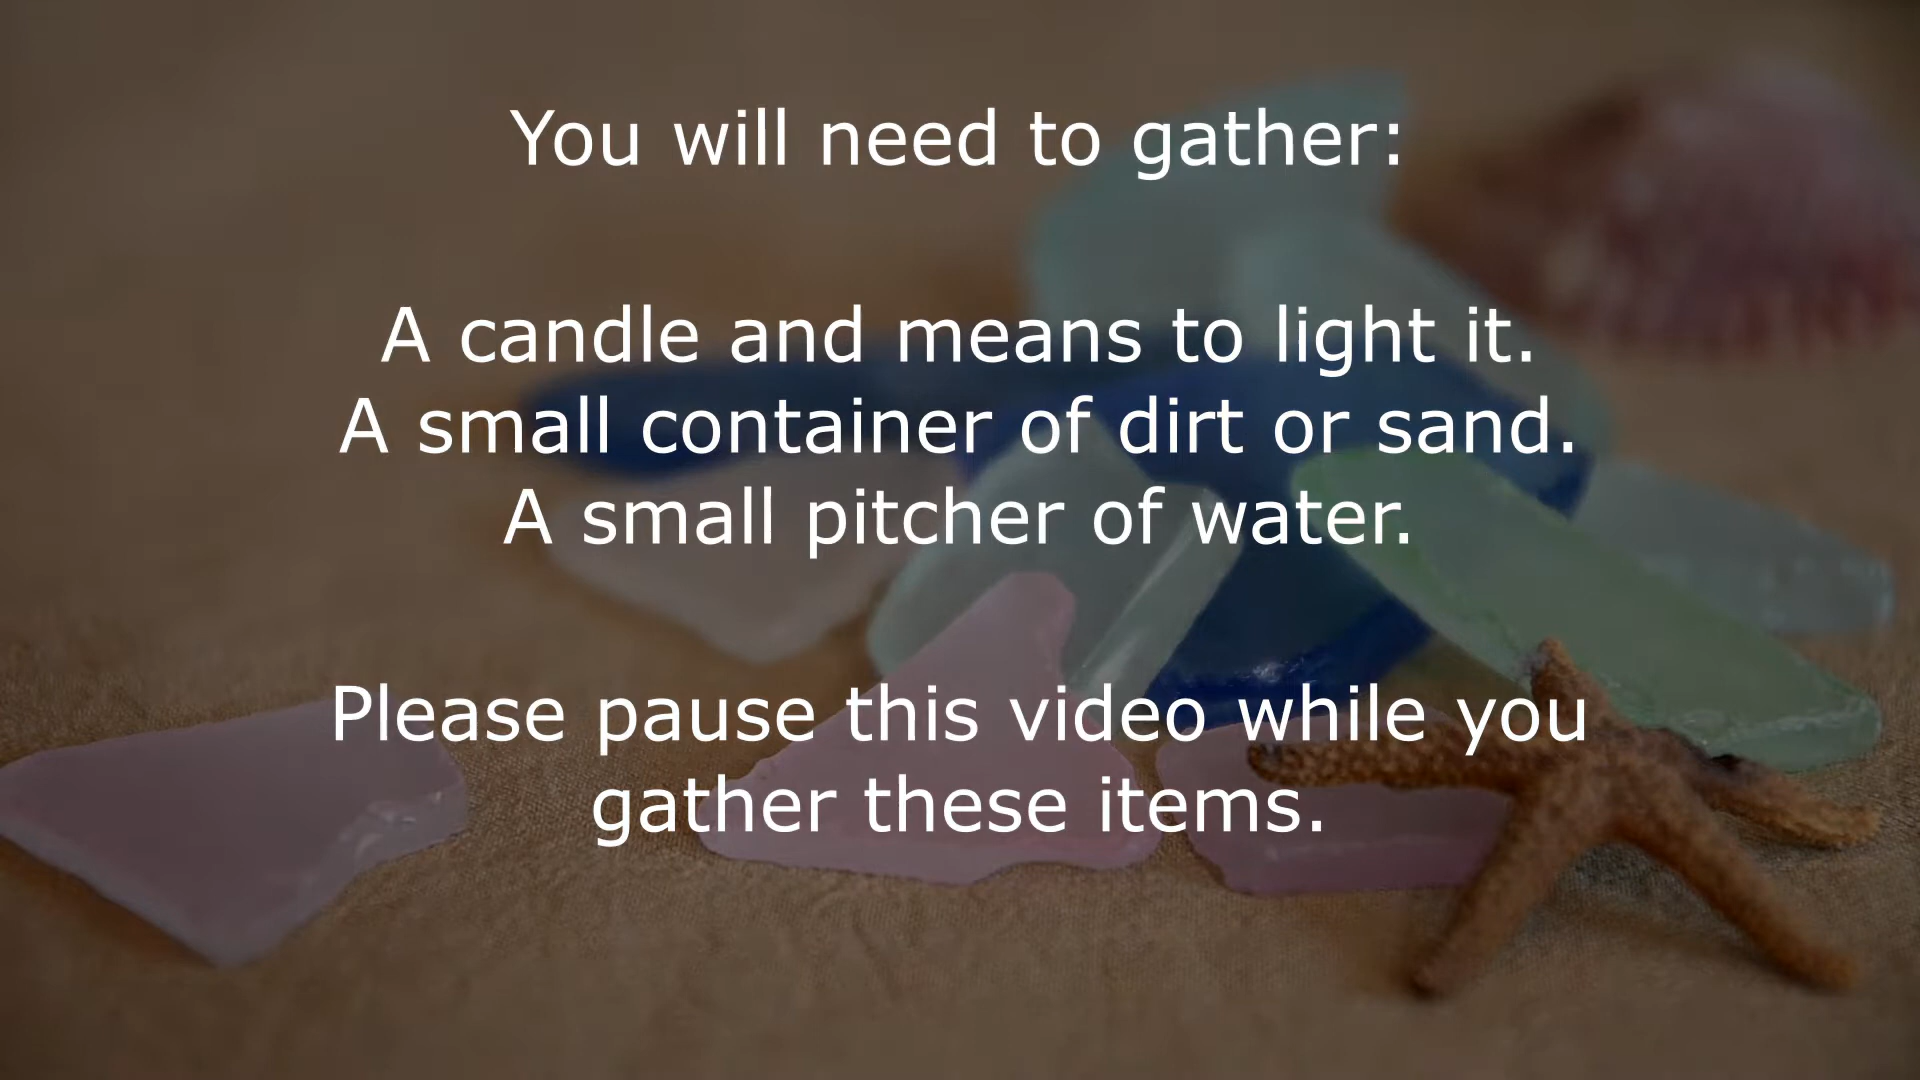 You will need to gather:
A candle and means to light it.
A small container of dirt or sand.
A small pitcher of water.
Please pause this video while you
gather these items.